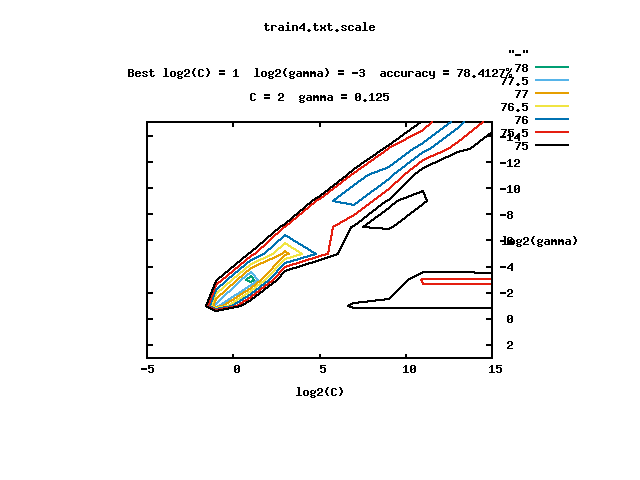 train4.txt.scale
"-"
Best log2(C) = 1 log2(gamma) = -3 accuracy = 78.4127%
78
77.5
C = 2 gamma = 0.125
77
76.5
76
75.5
75
-14
-12
-10
-8
log2(gamma)
-4
-2
0
2
-5 0 5 10 15
log2(C)